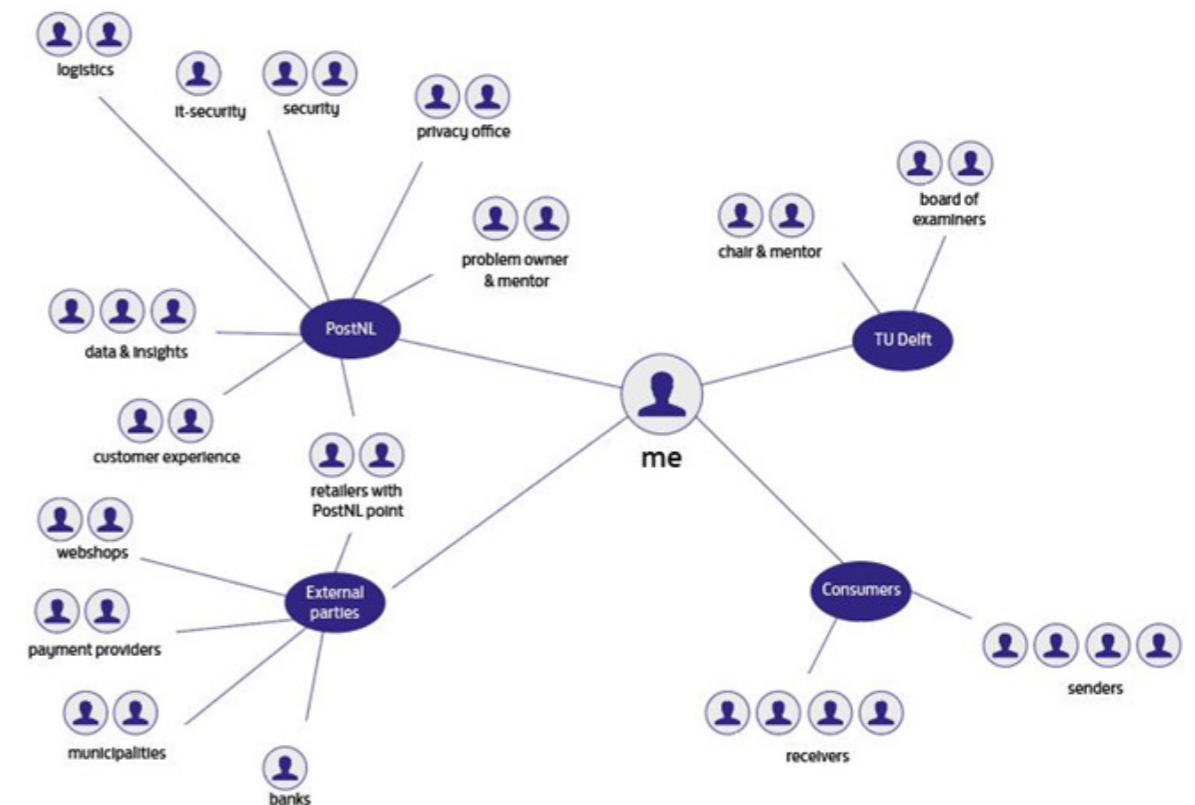 logistics
it-security
security
privacy office
problem owner
& mentor
chair & mentor
board of
examiners
PostNL
TU Delft
data & insights
customer experience
me
retailers with
PostNL point
webshops
External
parties
Consumers
payment providers
senders
municipalities
receivers
banks